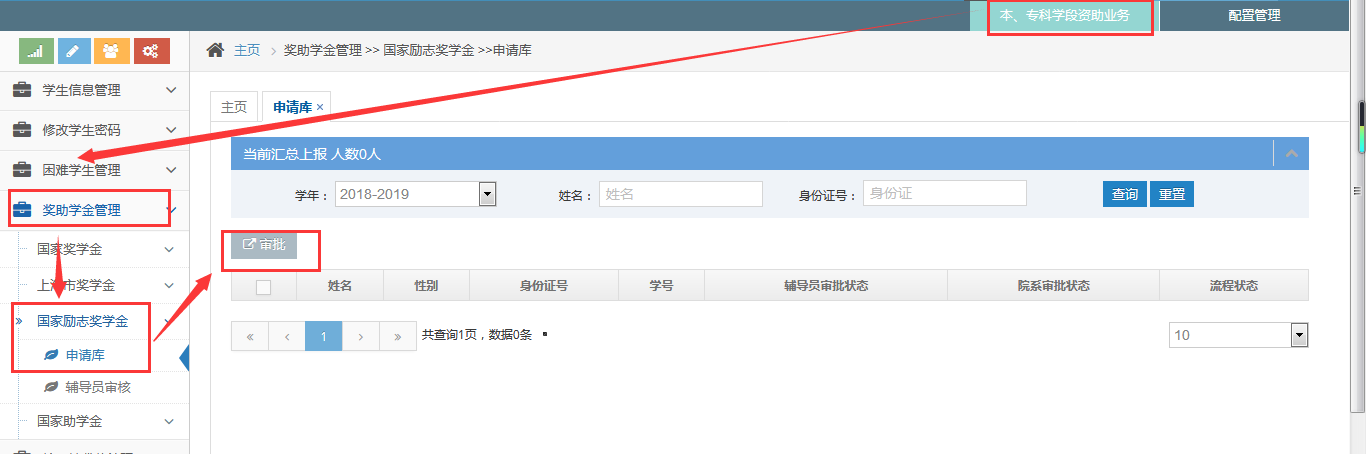 本、专科学段资助业务
配置管理
主页 > 奖助学金管理 >> 国家励志奖学金 >>申请库
学生信息管理
修改学生密码
困难学生管理
奖助学金管理
国家奖学金
国家励志奖学金
申请库
辅导员审核
国家助学金
主页
申请库 ×
当前汇总上报 人数0人
学年： 2018-2019
姓名： 姓名
身份证号： 身份证
查询
重置
审批
姓名 性别 身份证号 学号 辅导员审批状态 院系审批状态 流程状态
« ‹ 1 › »
共查询1页，数据0条
10